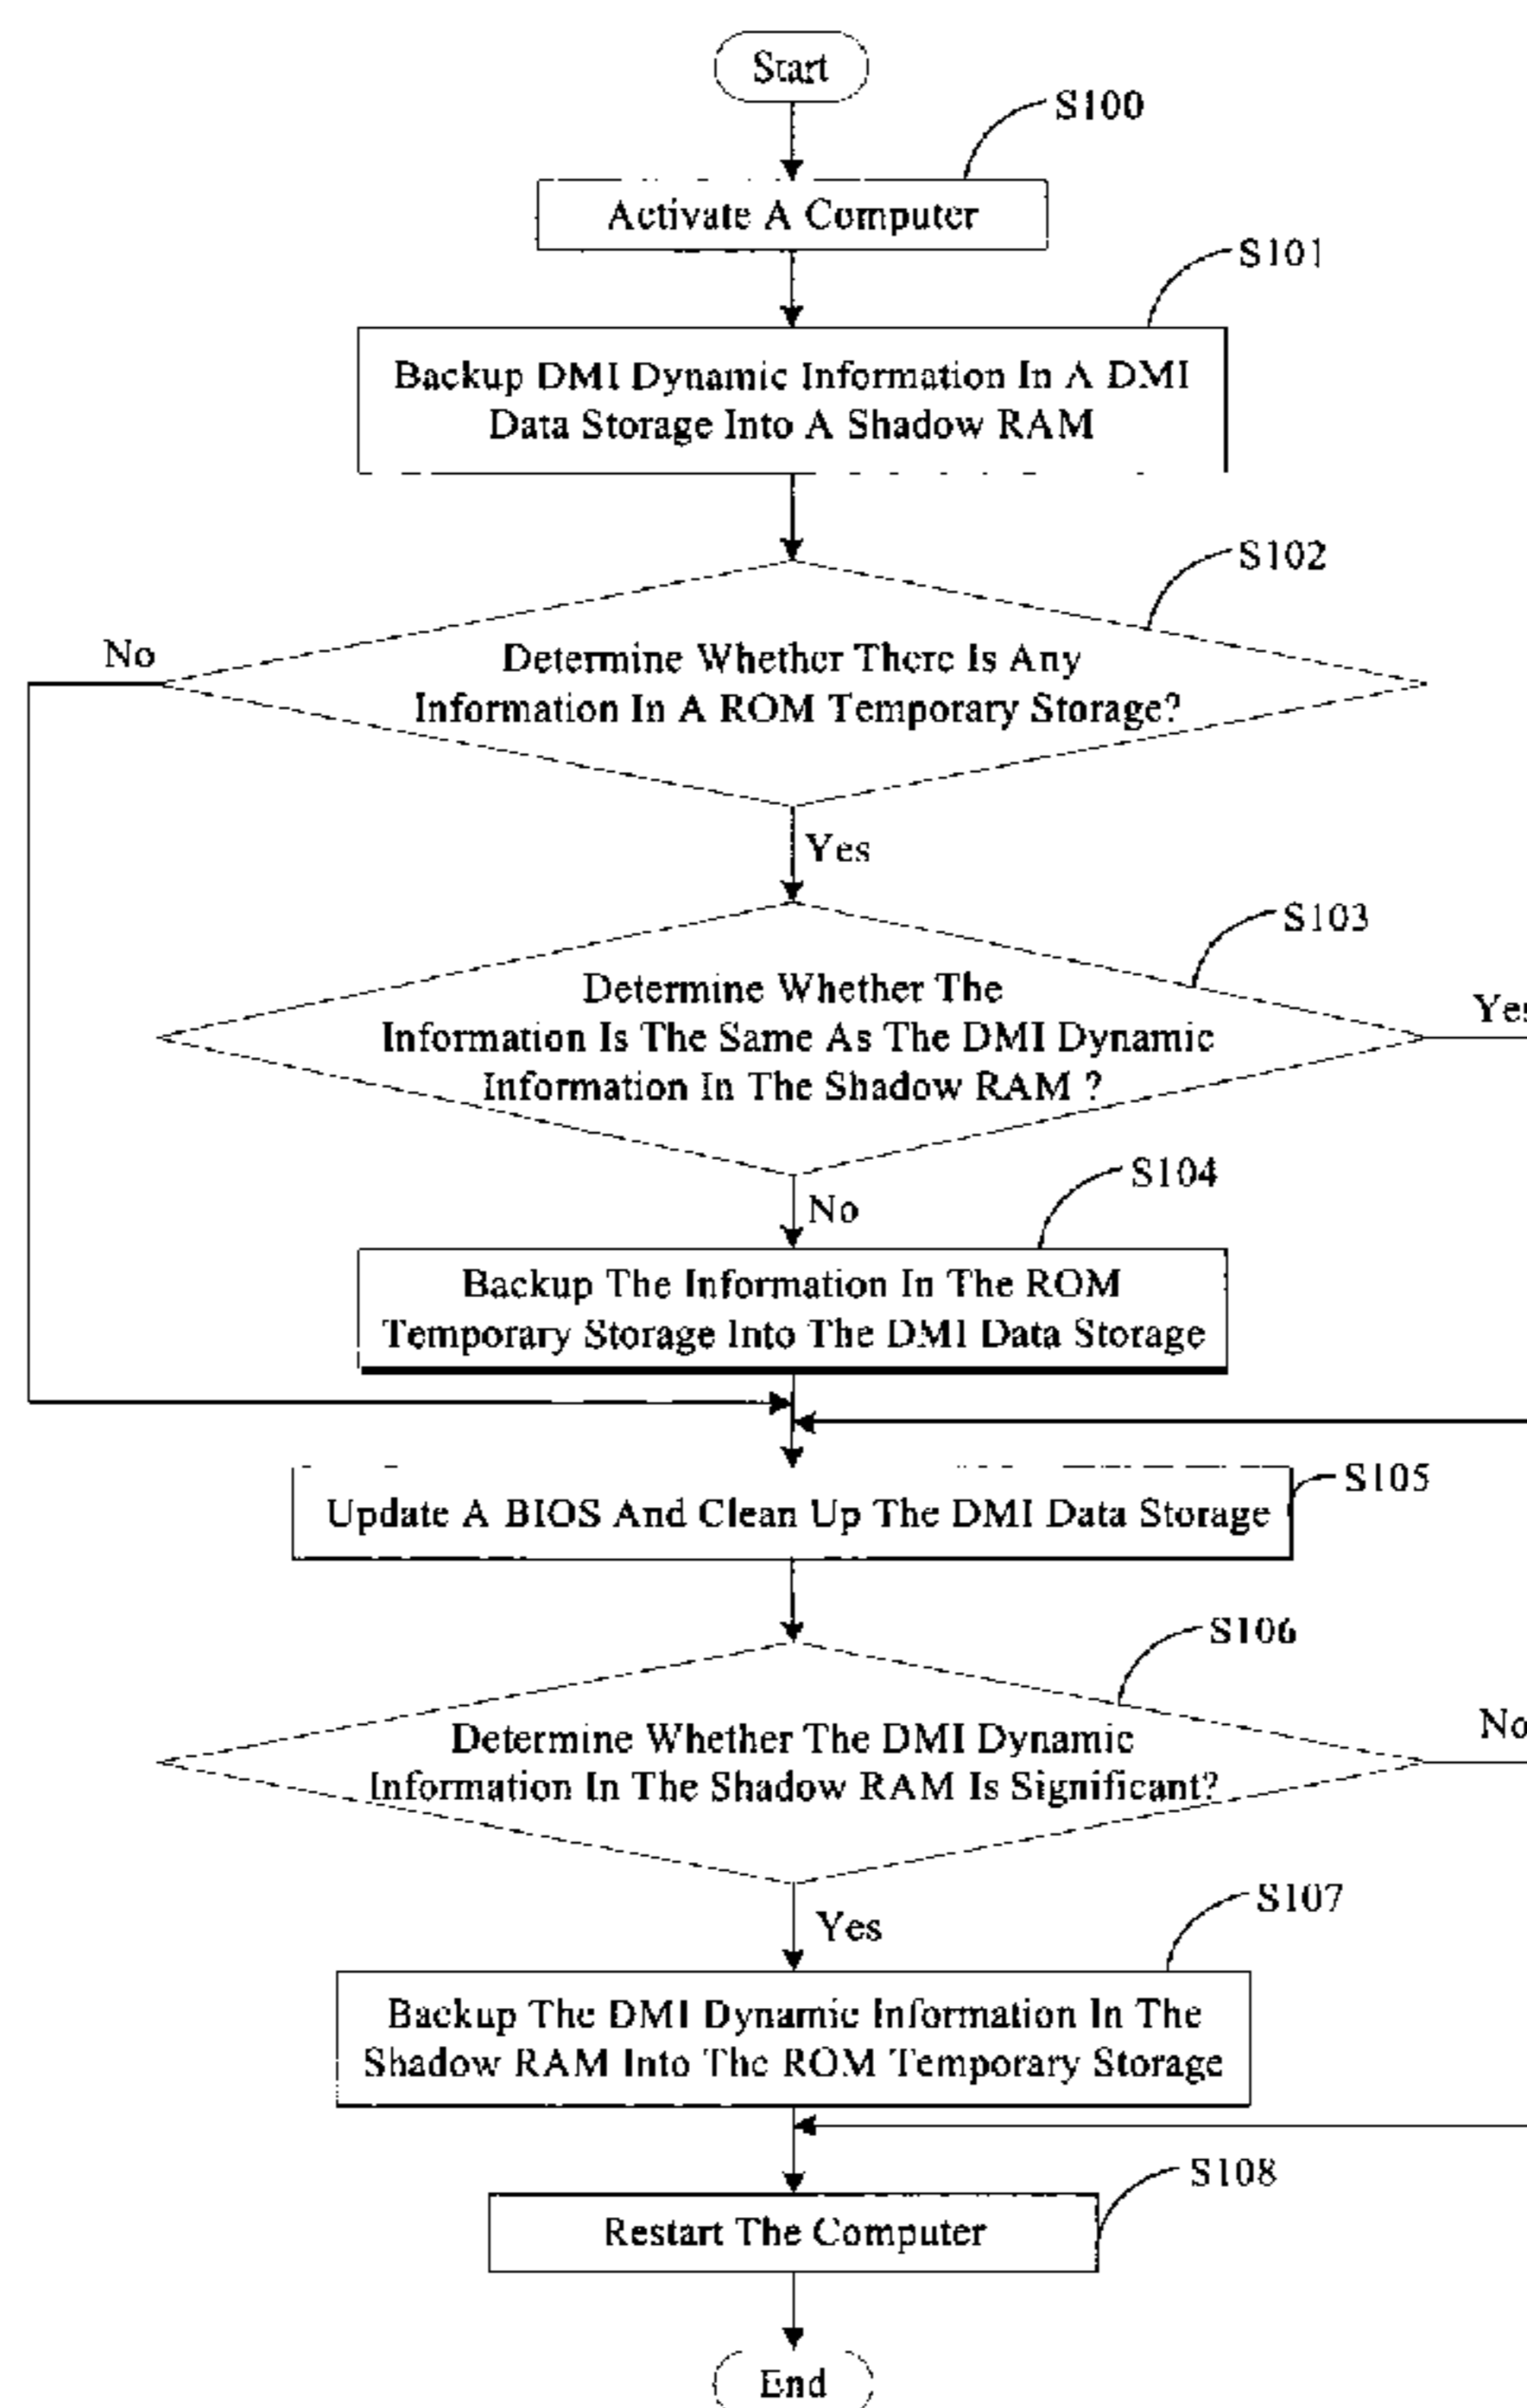 Start
S100
Activate A Computer
S101
Backup DMI Dynamic Information In A DMI
Data Storage Into A Shadow RAM
S102
No
Determine Whether There Is Any
Information In A ROM Temporary Storage?
Yes
S103
Determine Whether The
Information Is The Same As The DMI Dynamic
Information In The Shadow RAM ?
Yes
S104
No
Backup The Information In The ROM
Temporary Storage Into The DMI Data Storage
S105
Update A BIOS And Clean Up The DMI Data Storage
S106
Determine Whether The DMI Dynamic
Information In The Shadow RAM Is Significant?
No
S107
Yes
Backup The DMI Dynamic Information In The
Shadow RAM Into The ROM Temporary Storage
S108
Restart The Computer
End